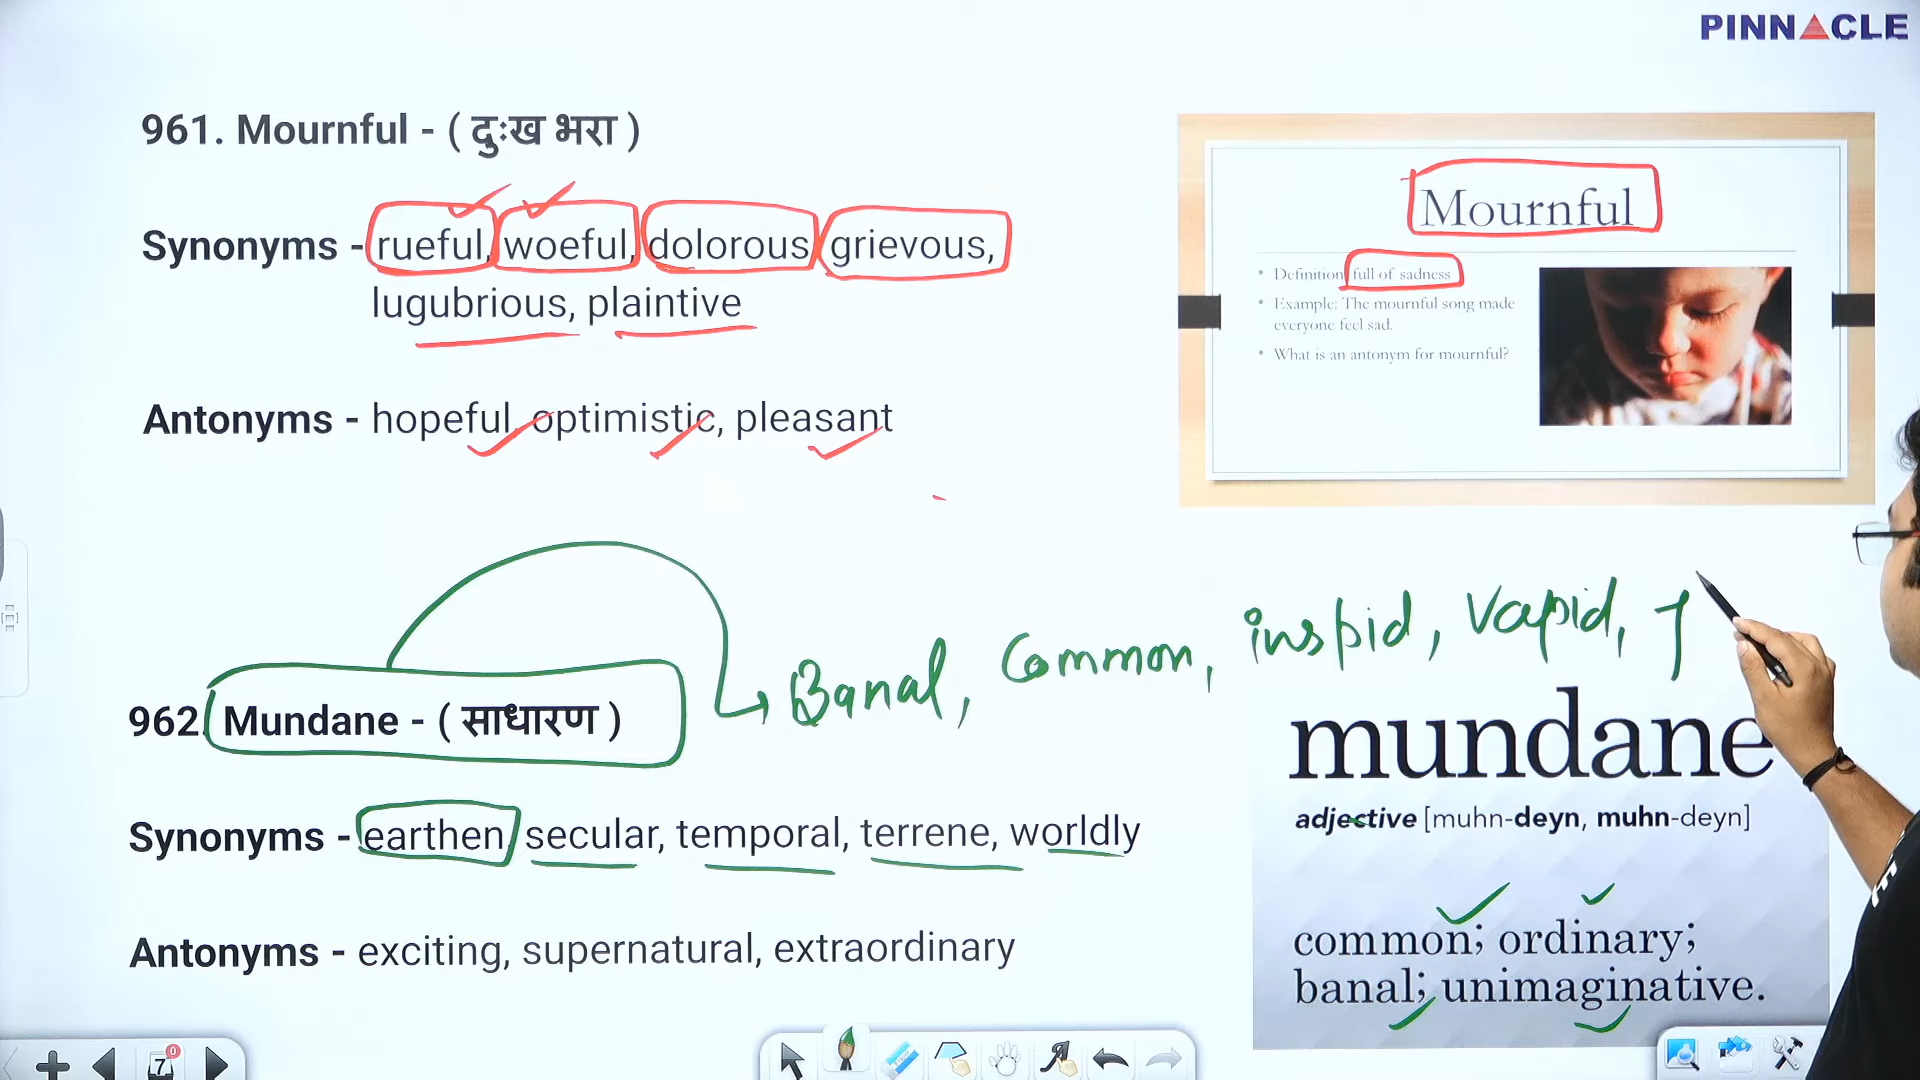 PINNACLE
961. Mournful - ( दुःख भरा )
Synonyms - rueful, woeful, dolorous, grievous,
lugubrious, plaintive
Antonyms - hopeful, optimistic, pleasant
Mournful
• Definition: full of sadness
• Example: The mournful song made
everyone feel sad.
• What is an antonym for mournful?
Banal, Common, inspid, Vapid,
962. Mundane - ( साधारण )
Synonyms - earthen, secular, temporal, terrene, worldly
Antonyms - exciting, supernatural, extraordinary
mundane
adjective [muhn-deyn, muhn-deyn]
common; ordinary;
banal; unimaginative.
7
0